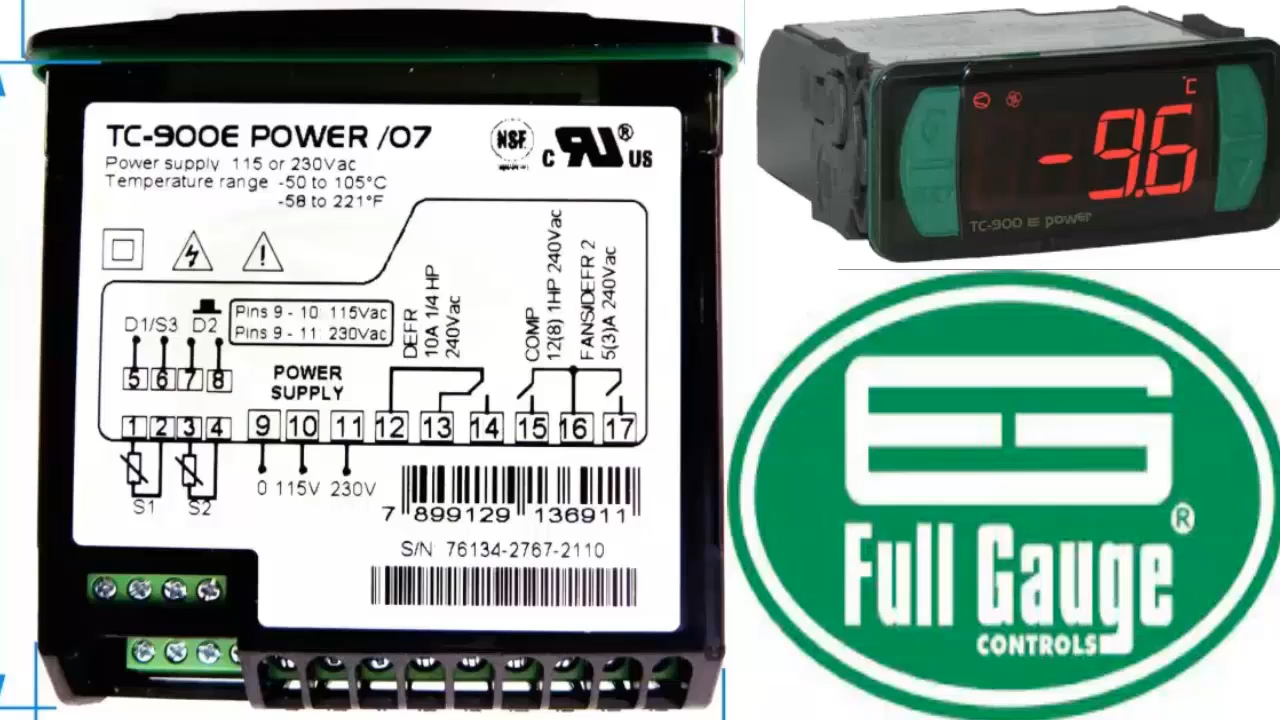 TC-900E POWER /07
Power supply 115 or 230Vac
Temperature range -50 to 105°C
-58 to 221°F
NSF
C RU® US
D1/S3 D2
Pins 9 - 10 115Vac
Pins 9 - 11 230Vac
DEFR
10A 1/4 HP
240Vac
COMP
12(8) 1HP 240Vac
FANS/DEFR 2
5(3)A 240Vac
5 6 7 8
POWER
SUPPLY
1 2 3 4 9 10 11 12 13 14 15 16 17
0 115V 230V
S1 S2
7 899129 136911
S/N 76134-2767-2110
°C
-9.6
TC-900 E power
FG
®
Full Gauge
CONTROLS